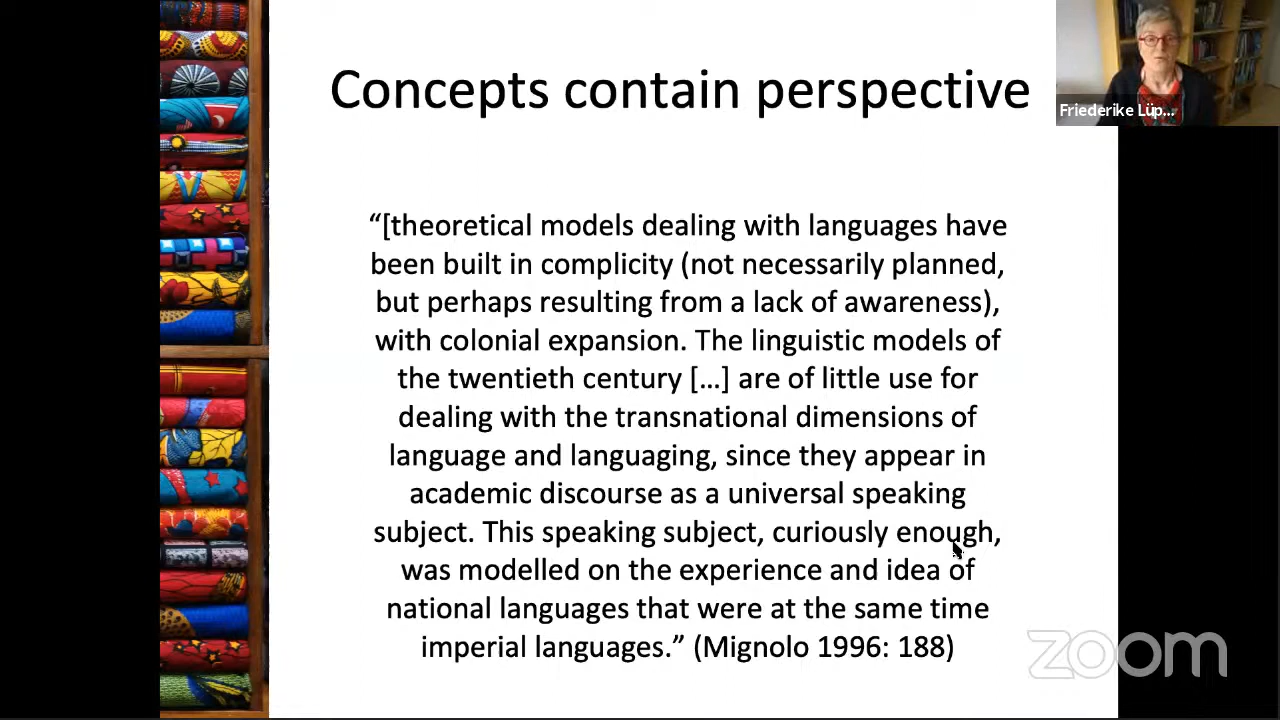 Concepts contain perspective
Friederike Lüp...
“[theoretical models dealing with languages have
been built in complicity (not necessarily planned,
but perhaps resulting from a lack of awareness),
with colonial expansion. The linguistic models of
the twentieth century […] are of little use for
dealing with the transnational dimensions of
language and languaging, since they appear in
academic discourse as a universal speaking
subject. This speaking subject, curiously enough,
was modelled on the experience and idea of
national languages that were at the same time
imperial languages.” (Mignolo 1996: 188)
zoom